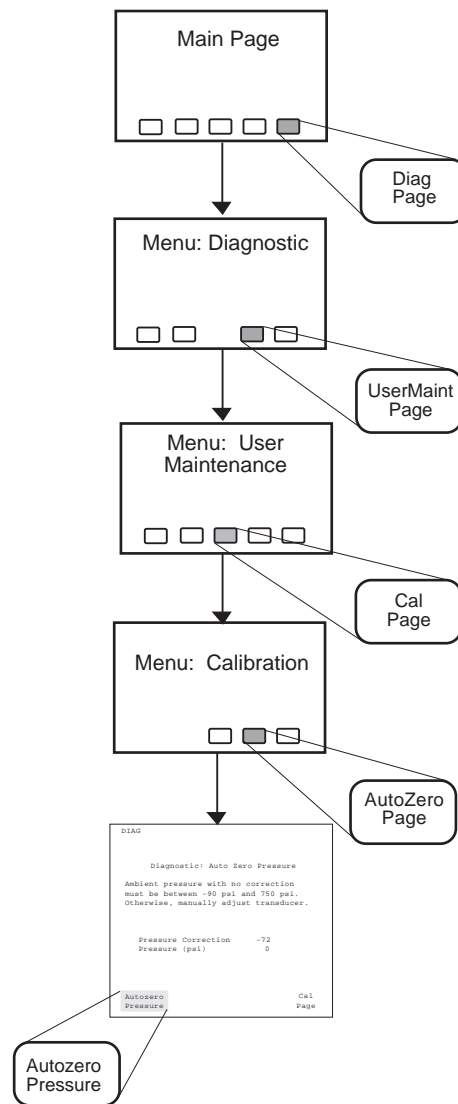 Main Page
Diag
Page
Menu: Diagnostic
UserMaint
Page
Menu: User
Maintenance
Cal
Page
Menu: Calibration
AutoZero
Page
DIAG
Diagnostic: Auto Zero Pressure
Ambient pressure with no correction
must be between -90 psi and 750 psi.
Otherwise, manually adjust transducer.
Pressure Correction -72
Pressure (psi) 0
Autozero
Pressure
Cal
Page
Autozero
Pressure